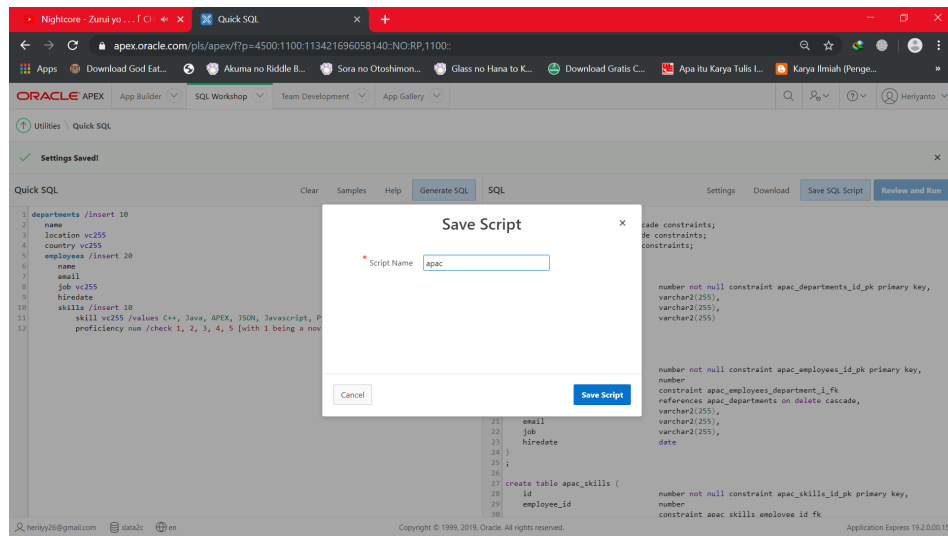 Nightcore - Zurui yo . . . ｢ Cl
Quick SQL
apex.oracle.com/pls/apex/f?p=4500:1100:113421696058140::NO:RP,1100::
Apps Download God Eat... Akuma no Riddle B... Sora no Otoshimon... Glass no Hana to K... Download Gratis C... Apa itu Karya Tulis I... Karya Ilmiah (Penge... »
ORACLE APEX App Builder SQL Workshop Team Development App Gallery Heriyanto
Utilities \ Quick SQL
Settings Saved!
Quick SQL Clear Samples Help Generate SQL SQL Settings Download Save SQL Script Review and Run
1 departments /insert 10
2 name
3 location vc255
4 country vc255
5 employees /insert 20
6 name
7 email
8 job vc255
9 hiredate
10 skills /insert 10
11 skill vc255 /values C++, Java, APEX, JSON, Javascript, P
12 proficiency num /check 1, 2, 3, 4, 5 [with 1 being a nov
Save Script
* Script Name apac
Cancel Save Script
cade constraints;
de constraints;
constraints;
number not null constraint apac_departments_id_pk primary key,
varchar2(255),
varchar2(255),
varchar2(255)
number not null constraint apac_employees_id_pk primary key,
number
constraint apac_employees_department_i_fk
references apac_departments on delete cascade,
varchar2(255),
21 email varchar2(255),
22 job varchar2(255),
23 hiredate date
24 )
25 ;
26
27 create table apac_skills (
28 id number not null constraint apac_skills_id_pk primary key,
29 employee_id number
30 constraint apac_skills_employee_id_fk
heriyy26@gmail.com data2c en Copyright © 1999, 2019, Oracle. All rights reserved. Application Express 19.2.0.00.15